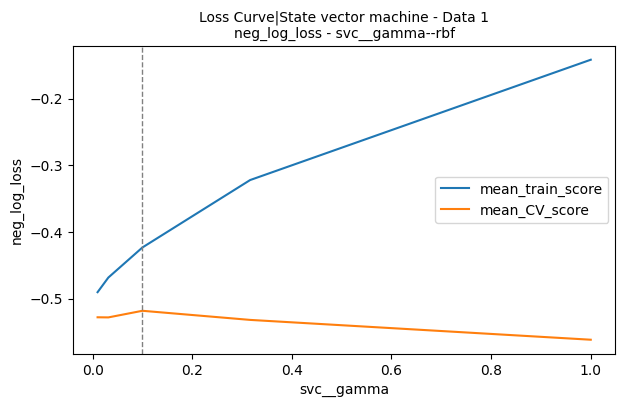 Loss Curve|State vector machine - Data 1
neg_log_loss - svc__gamma--rbf
neg_log_loss
−0.2
−0.3
−0.4
−0.5
mean_train_score
mean_CV_score
0.0 0.2 0.4 0.6 0.8 1.0
svc__gamma